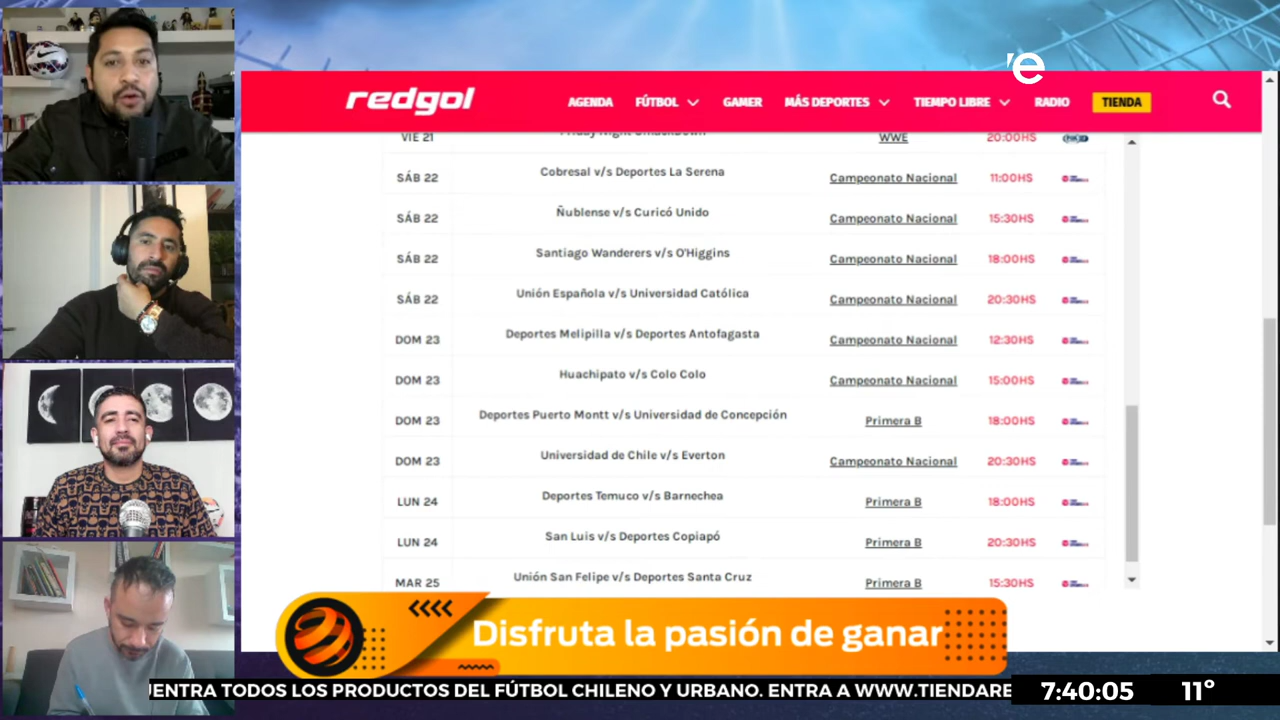 e
redgol
AGENDA FÚTBOL GAMER MÁS DEPORTES TIEMPO LIBRE RADIO TIENDA
VIE 21 Friday Night SmackDown WWE 20:00HS
SÁB 22 Cobresal v/s Deportes La Serena Campeonato Nacional 11:00HS
SÁB 22 Ñublense v/s Curicó Unido Campeonato Nacional 15:30HS
SÁB 22 Santiago Wanderers v/s O'Higgins Campeonato Nacional 18:00HS
SÁB 22 Unión Española v/s Universidad Católica Campeonato Nacional 20:30HS
DOM 23 Deportes Melipilla v/s Deportes Antofagasta Campeonato Nacional 12:30HS
DOM 23 Huachipato v/s Colo Colo Campeonato Nacional 15:00HS
DOM 23 Deportes Puerto Montt v/s Universidad de Concepción Primera B 18:00HS
DOM 23 Universidad de Chile v/s Everton Campeonato Nacional 20:30HS
LUN 24 Deportes Temuco v/s Barnechea Primera B 18:00HS
LUN 24 San Luis v/s Deportes Copiapó Primera B 20:30HS
MAR 25 Unión San Felipe v/s Deportes Santa Cruz Primera B 15:30HS
Disfruta la pasión de ganar
UENTRA TODOS LOS PRODUCTOS DEL FÚTBOL CHILENO Y URBANO. ENTRA A WWW.TIENDARE 7:40:05 11°